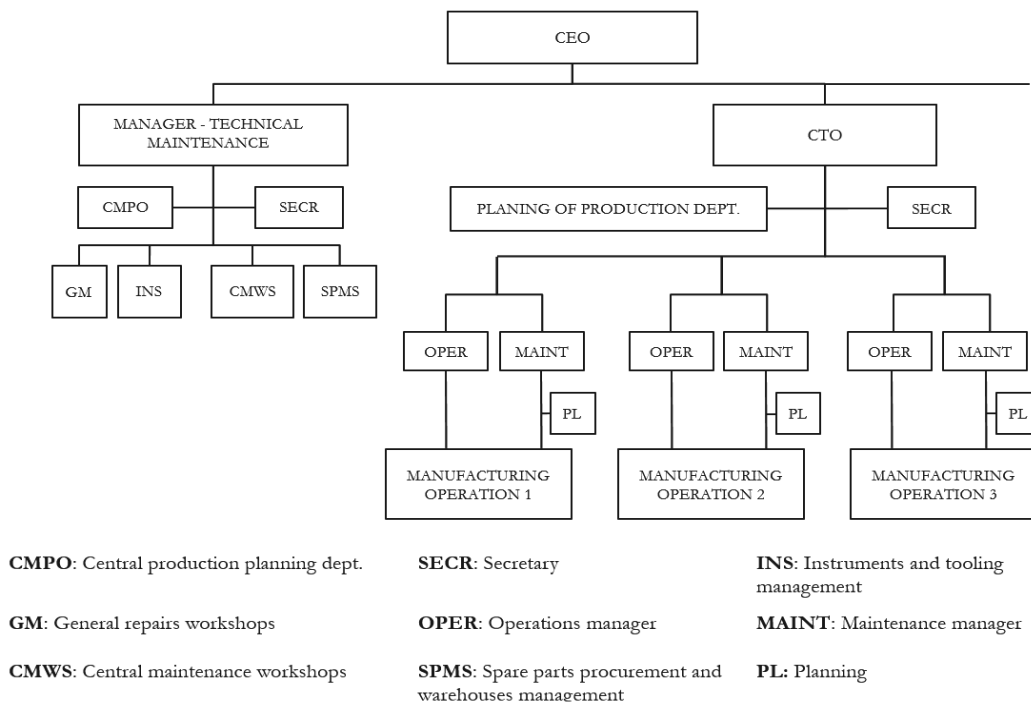 CEO
MANAGER - TECHNICAL
MAINTENANCE
CTO
CMPO
SECR
PLANING OF PRODUCTION DEPT.
SECR
GM
INS
CMWS
SPMS
OPER
MAINT
OPER
MAINT
OPER
MAINT
PL
PL
PL
MANUFACTURING
OPERATION 1
MANUFACTURING
OPERATION 2
MANUFACTURING
OPERATION 3
CMPO: Central production planning dept.
SECR: Secretary
INS: Instruments and tooling
management
GM: General repairs workshops
OPER: Operations manager
MAINT: Maintenance manager
CMWS: Central maintenance workshops
SPMS: Spare parts procurement and
warehouses management
PL: Planning